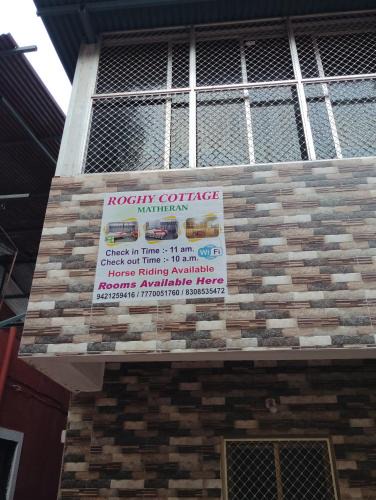 ROGHY COTTAGE
MATHERAN
Check in Time :- 11 am.
Check out Time :- 10 a.m.
WiFi
Horse Riding Available
Rooms Available Here
9421259416 / 7770051760 / 8308535472